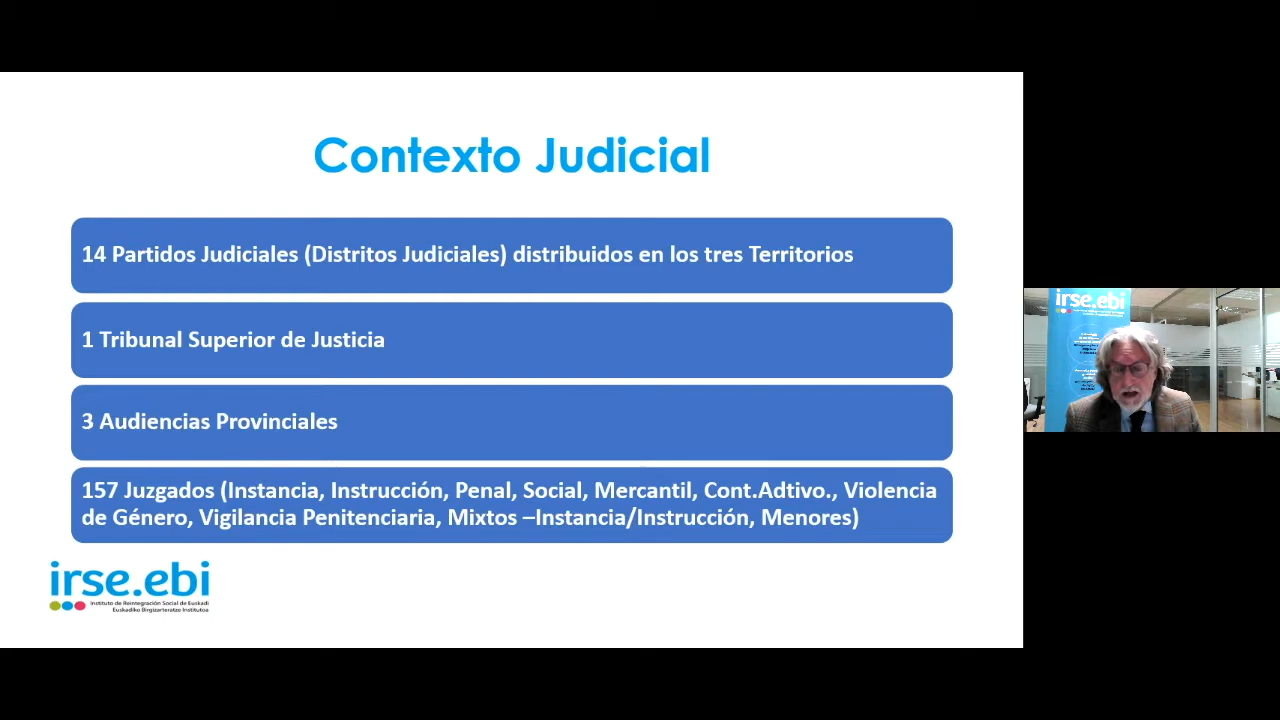 Contexto Judicial
14 Partidos Judiciales (Distritos Judiciales) distribuidos en los tres Territorios
1 Tribunal Superior de Justicia
3 Audiencias Provinciales
157 Juzgados (Instancia, Instrucción, Penal, Social, Mercantil, Cont.Adtivo., Violencia
de Género, Vigilancia Penitenciaria, Mixtos –Instancia/Instrucción, Menores)
irse.ebi
Instituto de Reintegración Social de Euskadi
Euskadiko Birgizarteratze Institutoa
irse.ebi